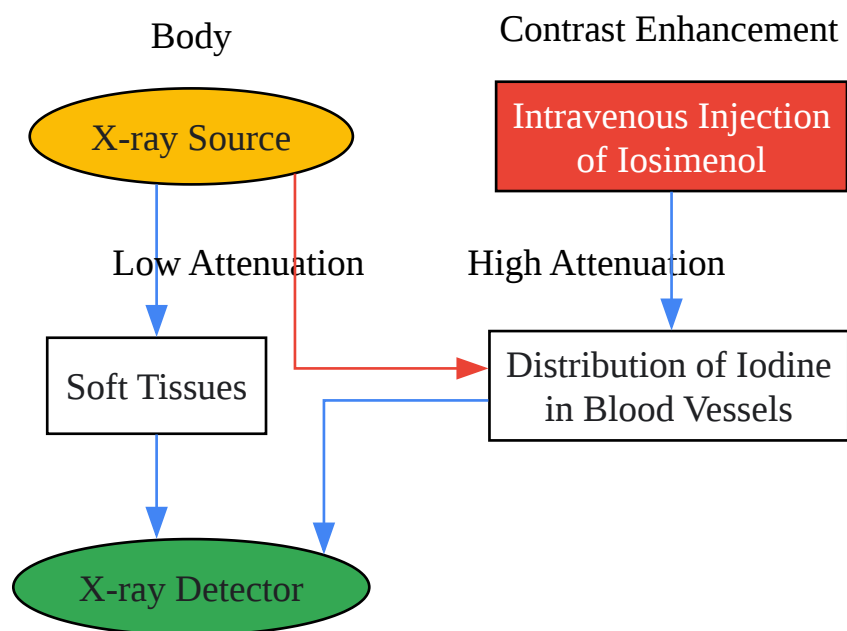 Body
Contrast Enhancement
X-ray Source
Intravenous Injection
of Iosimenol
Low Attenuation
High Attenuation
Soft Tissues
Distribution of Iodine
in Blood Vessels
X-ray Detector